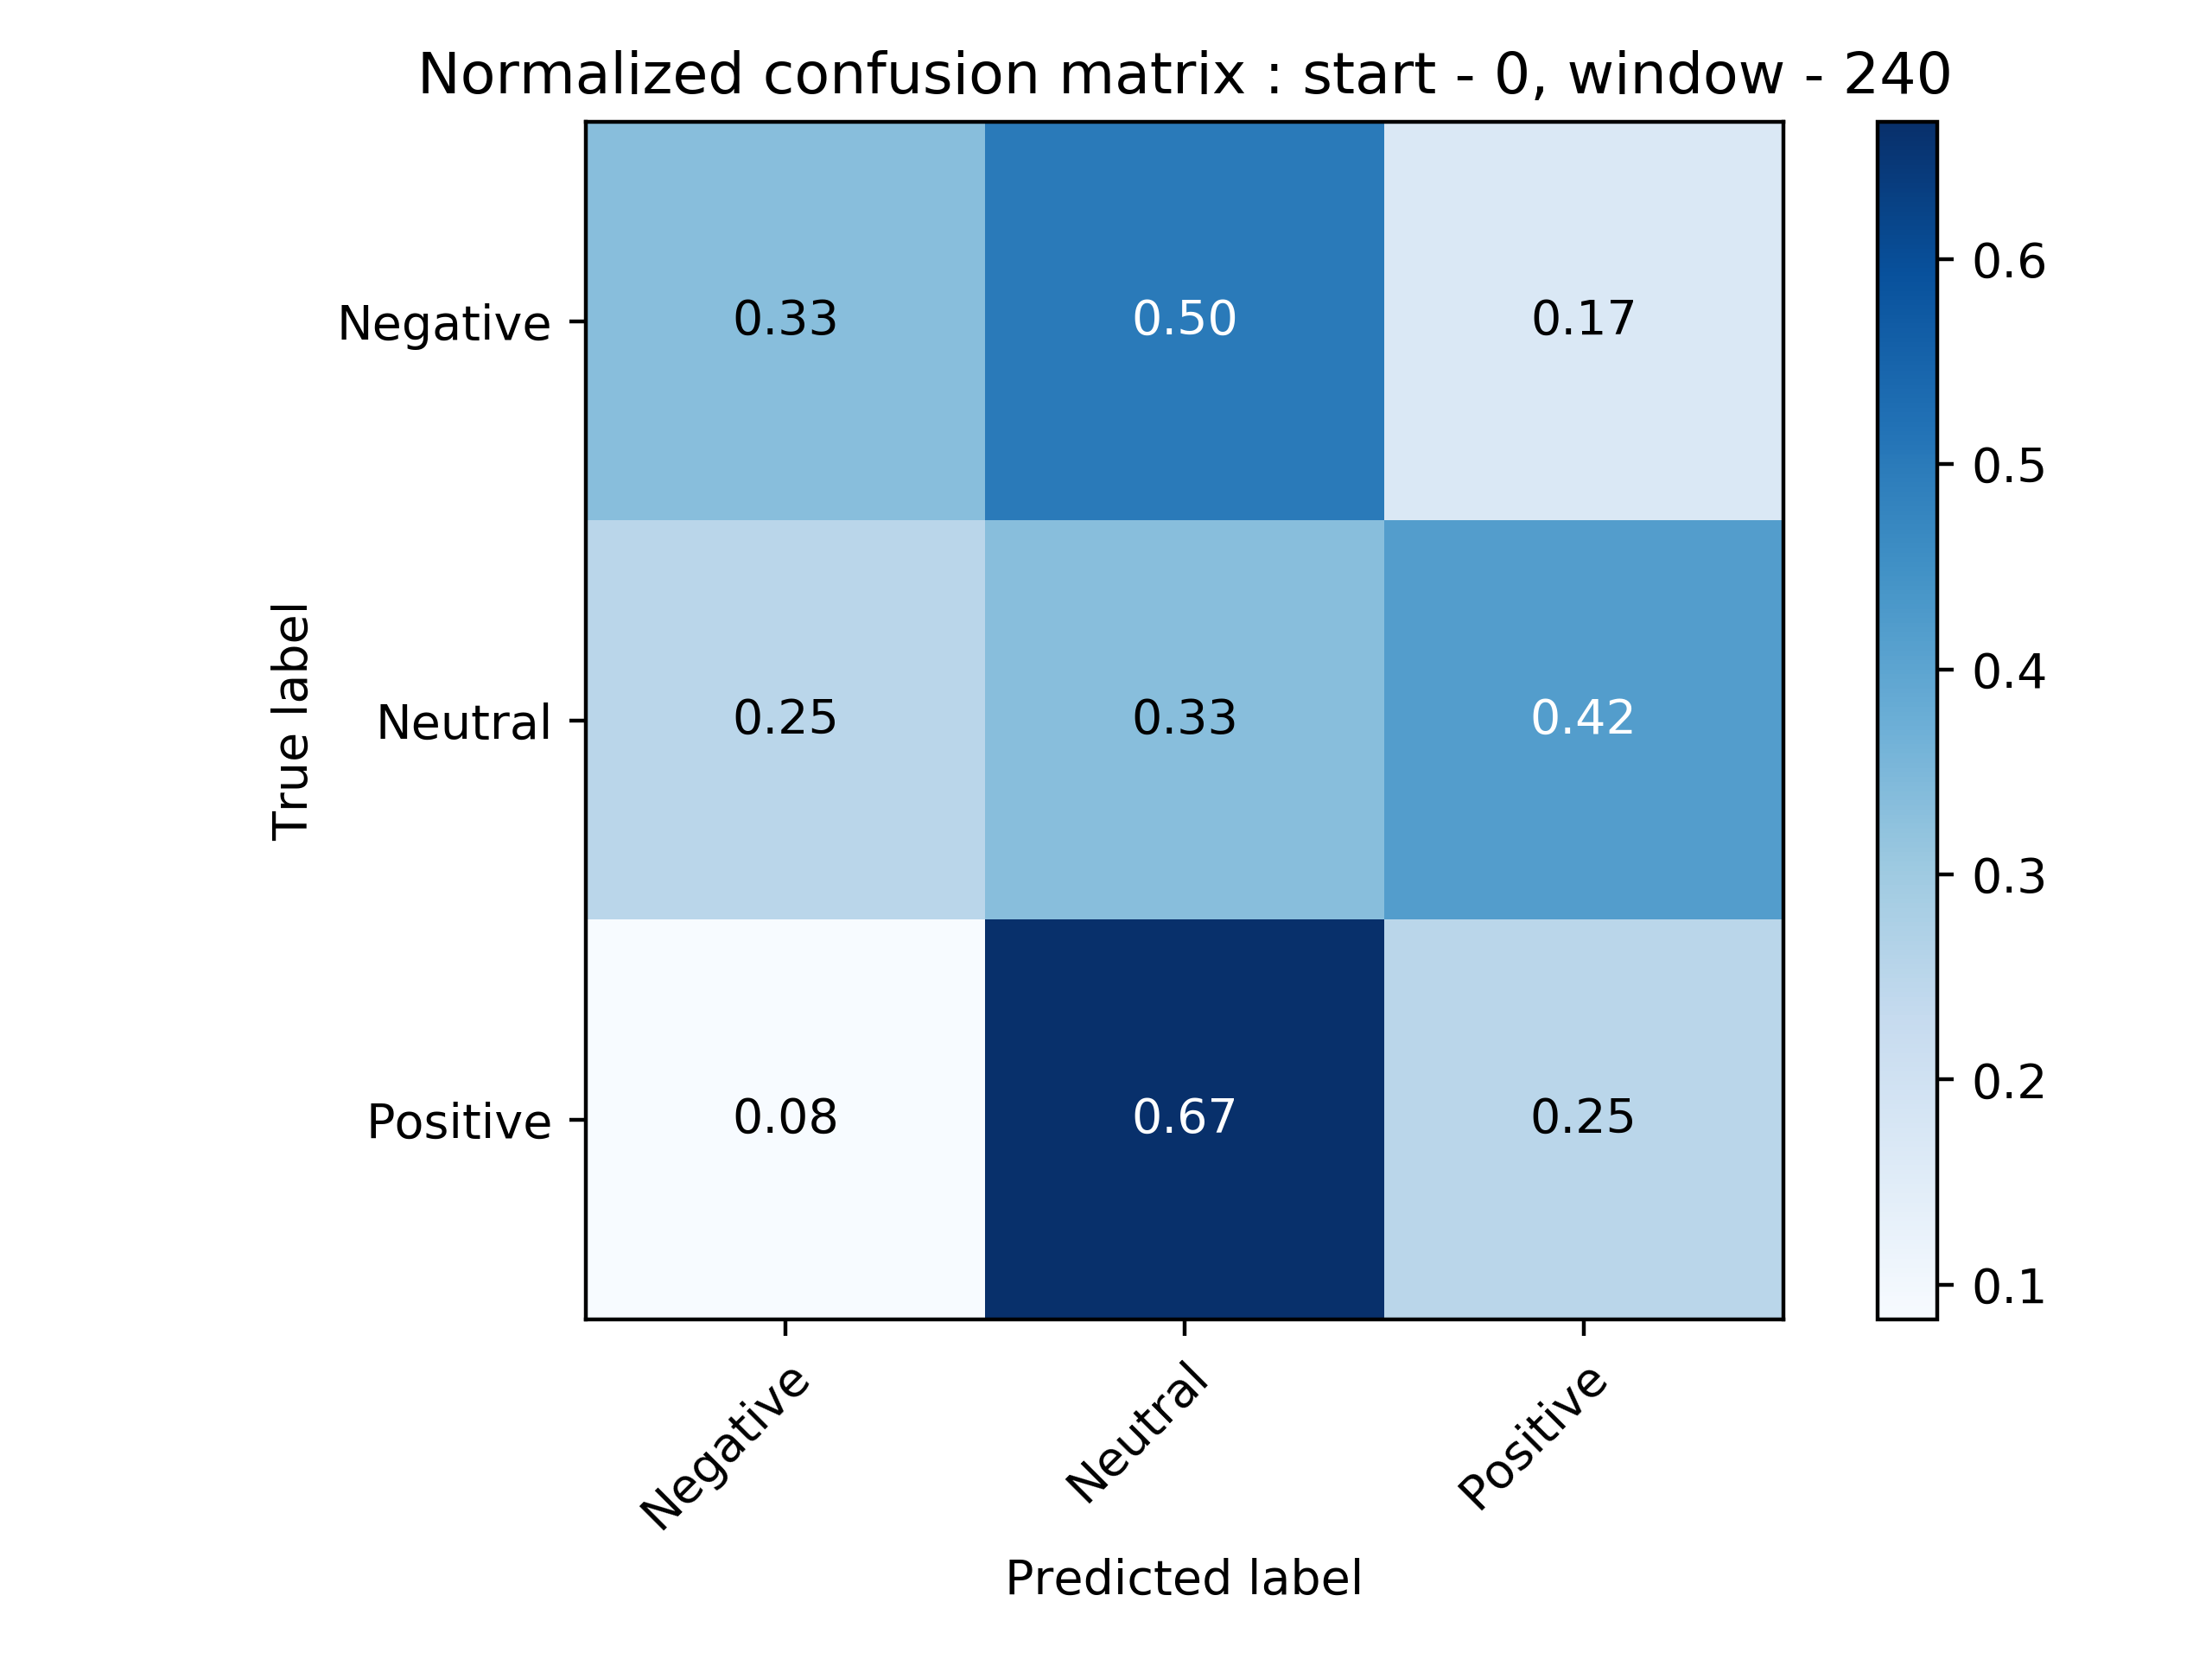 Normalized confusion matrix : start - 0, window - 240
True label
Negative
0.33 0.50 0.17
Neutral
0.25 0.33 0.42
Positive
0.08 0.67 0.25
Negative
Neutral
Positive
Predicted label
0.6
0.5
0.4
0.3
0.2
0.1